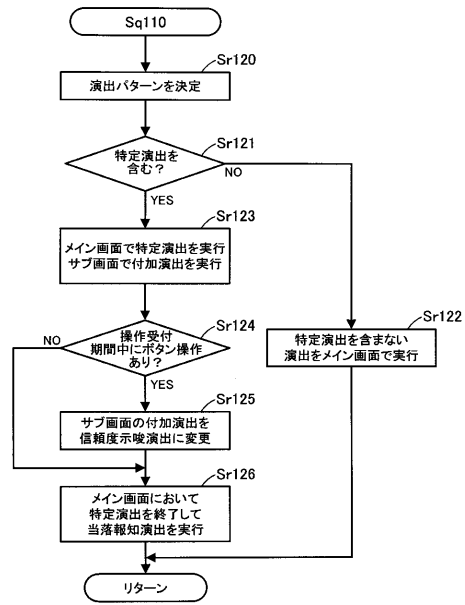 Sq110
Sr120
演出パターンを決定
Sr121
特定演出を
含む？
NO
YES
Sr123
メイン画面で特定演出を実行
サブ画面で付加演出を実行
Sr124
操作受付
期間中にボタン操作
あり？
NO
YES
Sr122
特定演出を含まない
演出をメイン画面で実行
Sr125
サブ画面の付加演出を
信頼度示唆演出に変更
Sr126
メイン画面において
特定演出を終了して
当落報知演出を実行
リターン